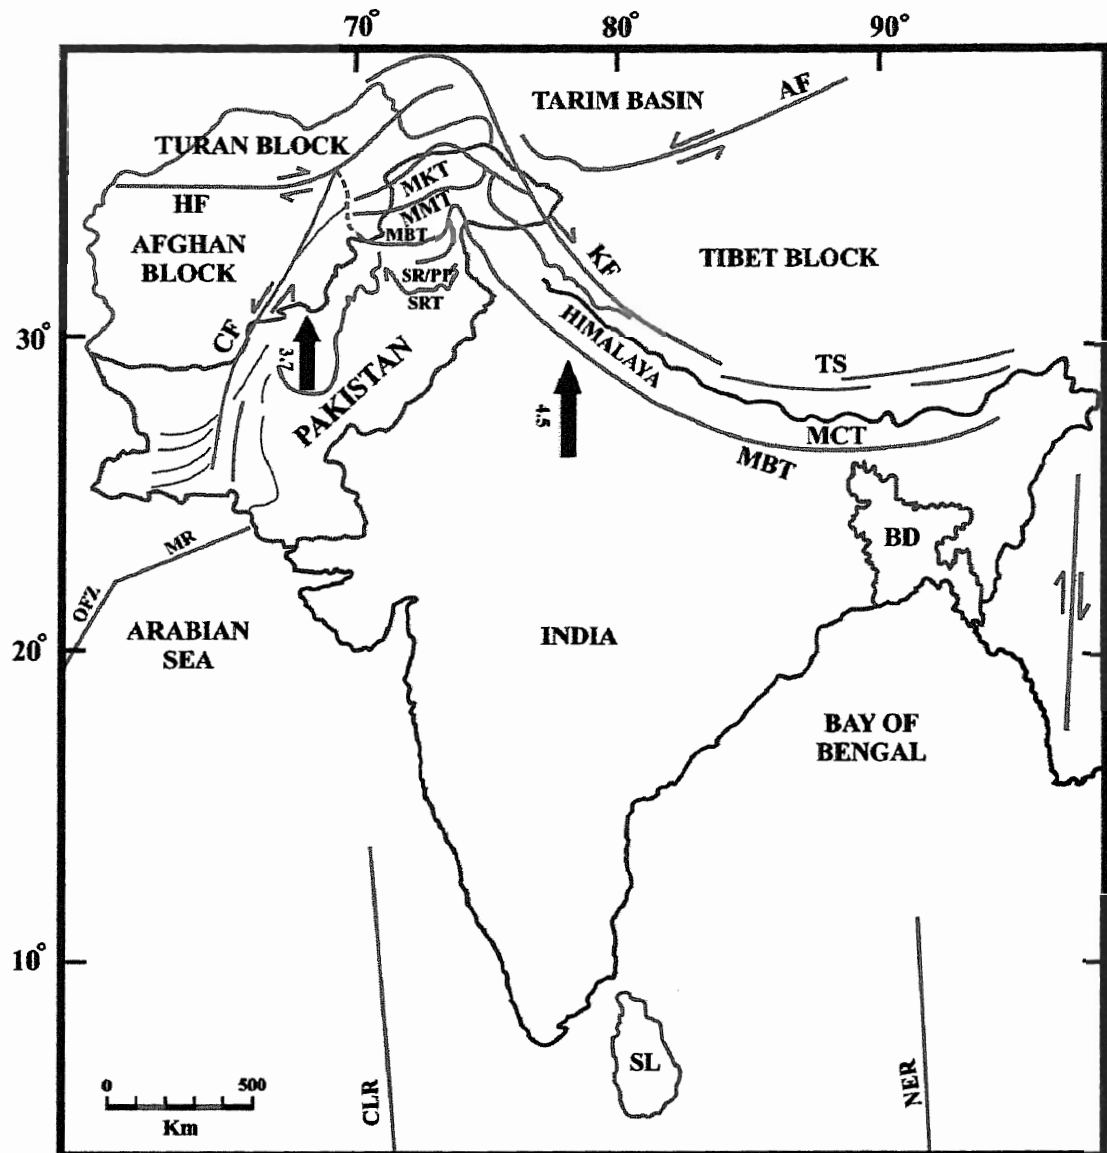 70°
80°
90°
TARIM BASIN
AF
TURAN BLOCK
HF
MKT
MMT
MBT
AFGHAN
BLOCK
SR/PP
SRT
KF
TIBET BLOCK
CF
30°
3.7
PAKISTAN
HIMALAYA
4.5
TS
MCT
MBT
BD
MR
OFZ
ARABIAN
SEA
20°
INDIA
BAY OF
BENGAL
10°
SL
CLR
NER
0
500
Km